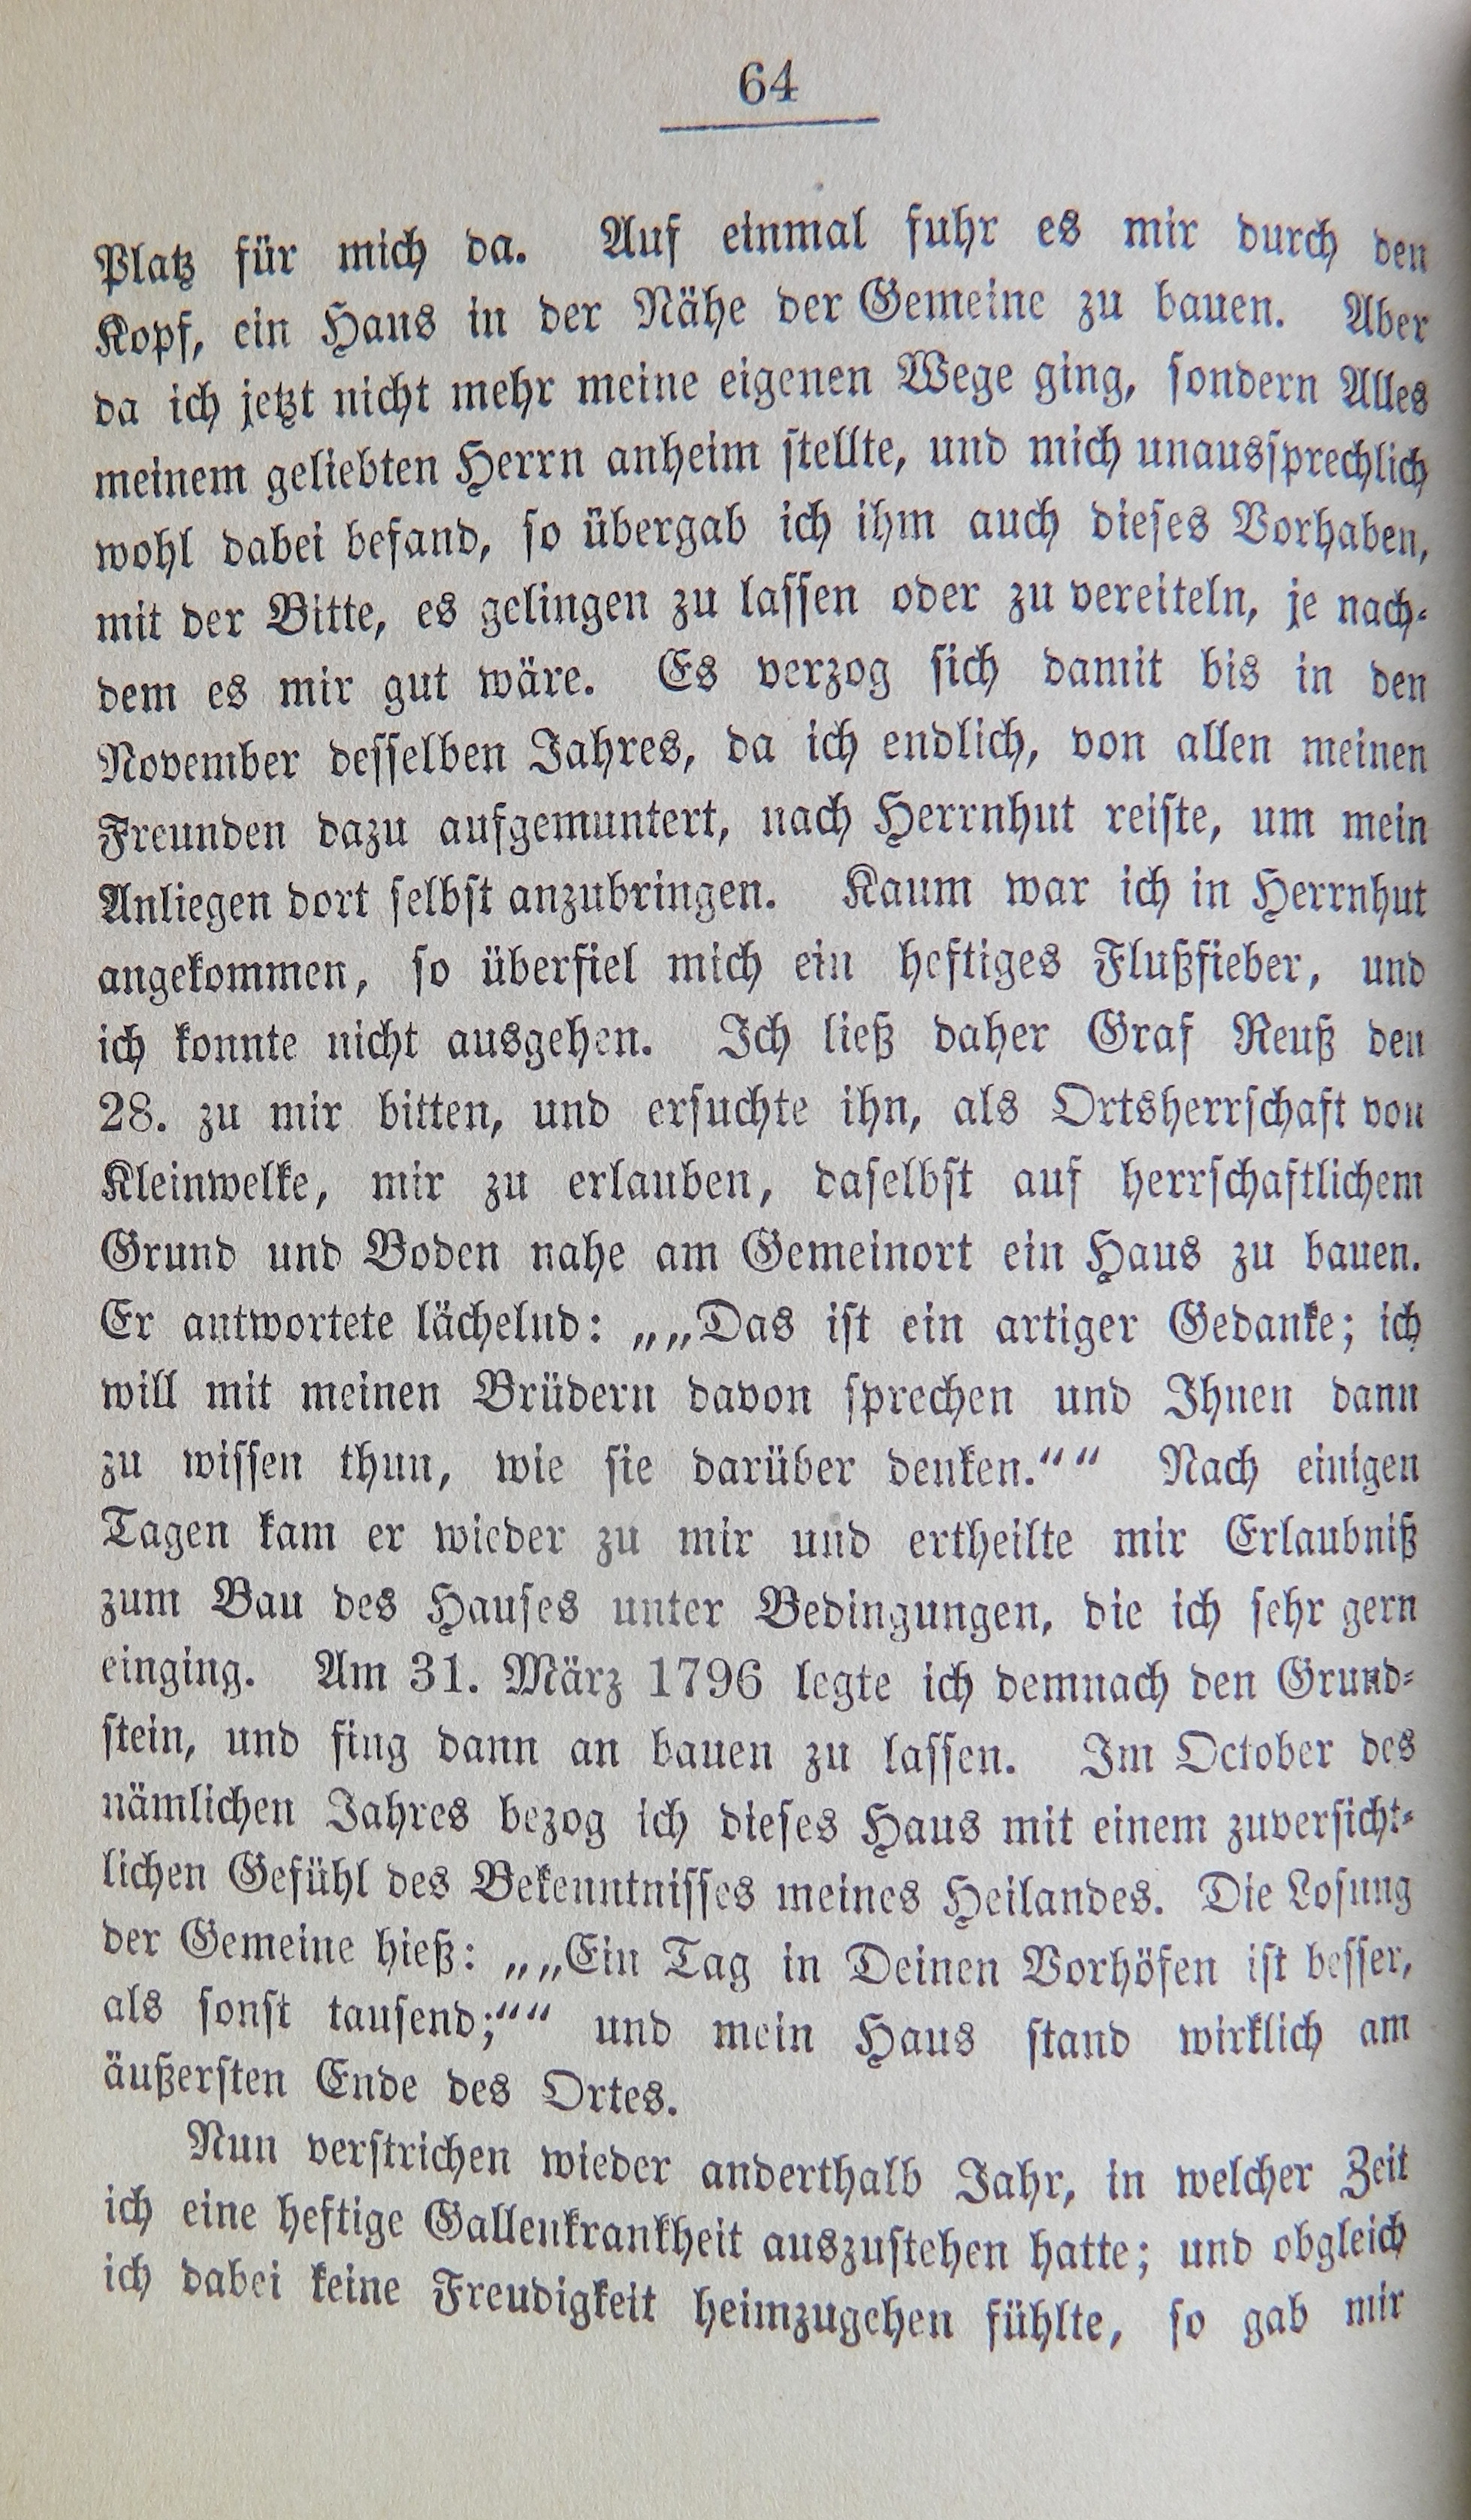 64
Platz für mich da. Auf einmal fuhr es mir durch den
Kopf, ein Haus in der Nähe der Gemeine zu bauen. Aber
da ich jetzt nicht mehr meine eigenen Wege ging, sondern Alles
meinem geliebten Herrn anheim stellte, und mich unaussprechlich
wohl dabei befand, so übergab ich ihm auch dieses Vorhaben,
mit der Bitte, es gelingen zu lassen oder zu vereiteln, je nach-
dem es mir gut wäre. Es verzog sich damit bis in den
November desselben Jahres, da ich endlich, von allen meinen
Freunden dazu aufgemuntert, nach Herrnhut reiste, um mein
Anliegen dort selbst anzubringen. Kaum war ich in Herrnhut
angekommen, so überfiel mich ein heftiges Flußfieber, und
ich konnte nicht ausgehen. Ich ließ daher Graf Reuß den
28. zu mir bitten, und ersuchte ihn, als Ortsherrschaft von
Kleinwelke, mir zu erlauben, daselbst auf herrschaftlichem
Grund und Boden nahe am Gemeinort ein Haus zu bauen.
Er antwortete lächelnd: „„Das ist ein artiger Gedanke; ich
will mit meinen Brüdern davon sprechen und Ihnen dann
zu wissen thun, wie sie darüber denken.““ Nach einigen
Tagen kam er wieder zu mir und ertheilte mir Erlaubniß
zum Bau des Hauses unter Bedingungen, die ich sehr gern
einging. Am 31. März 1796 legte ich demnach den Grund-
stein, und fing dann an bauen zu lassen. Im October des
nämlichen Jahres bezog ich dieses Haus mit einem zuversicht-
lichen Gefühl des Bekenntnisses meines Heilandes. Die Losung
der Gemeine hieß: „„Ein Tag in Deinen Vorhöfen ist besser,
als sonst tausend;““ und mein Haus stand wirklich am
äußersten Ende des Ortes.
Nun verstrichen wieder anderthalb Jahr, in welcher Zeit
ich eine heftige Gallenkrankheit auszustehen hatte; und obgleich
ich dabei keine Freudigkeit heimzugehen fühlte, so gab mir